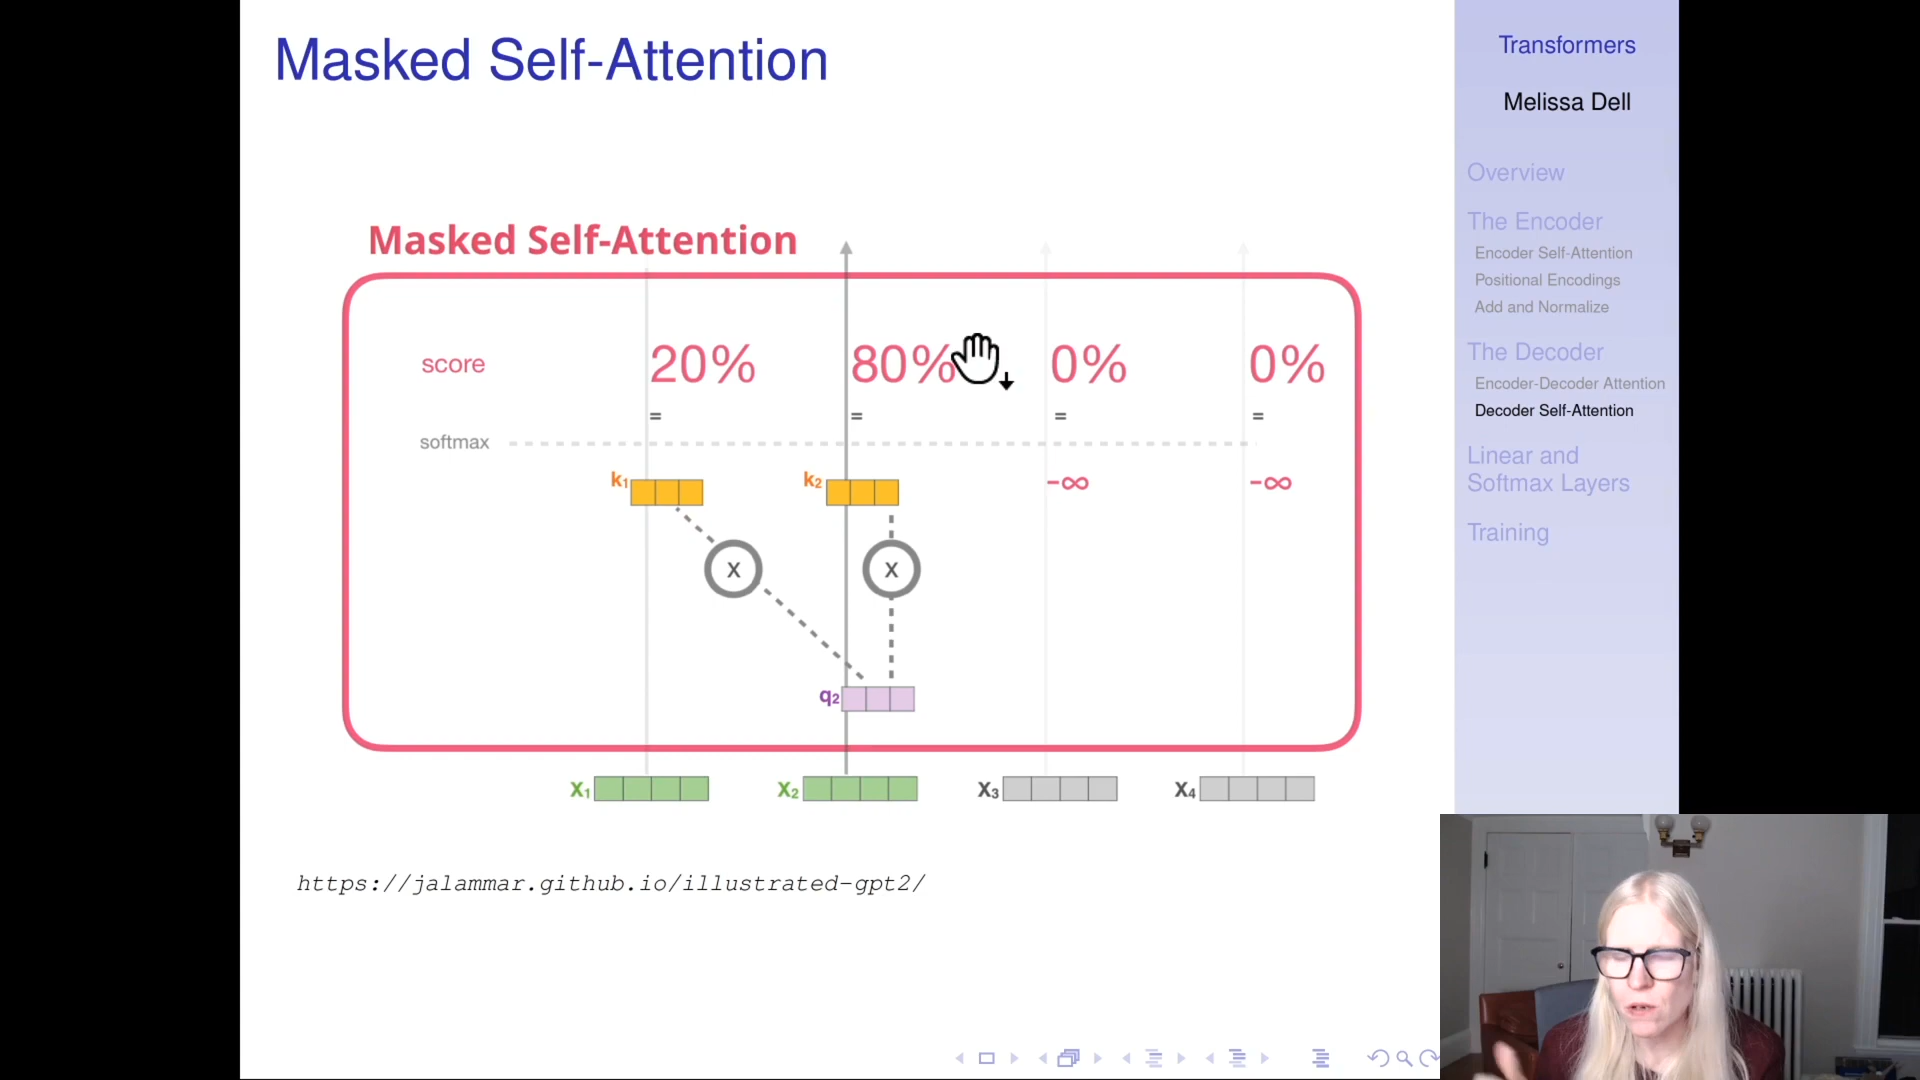 Masked Self-Attention
Masked Self-Attention
score 20% 80% 0% 0%
= = = =
softmax
k₁ k₂ -∞ -∞
X X
q₂
X₁ X₂ X₃ X₄
https://jalammar.github.io/illustrated-gpt2/
Transformers
Melissa Dell
Overview
The Encoder
Encoder Self-Attention
Positional Encodings
Add and Normalize
The Decoder
Encoder-Decoder Attention
Decoder Self-Attention
Linear and
Softmax Layers
Training